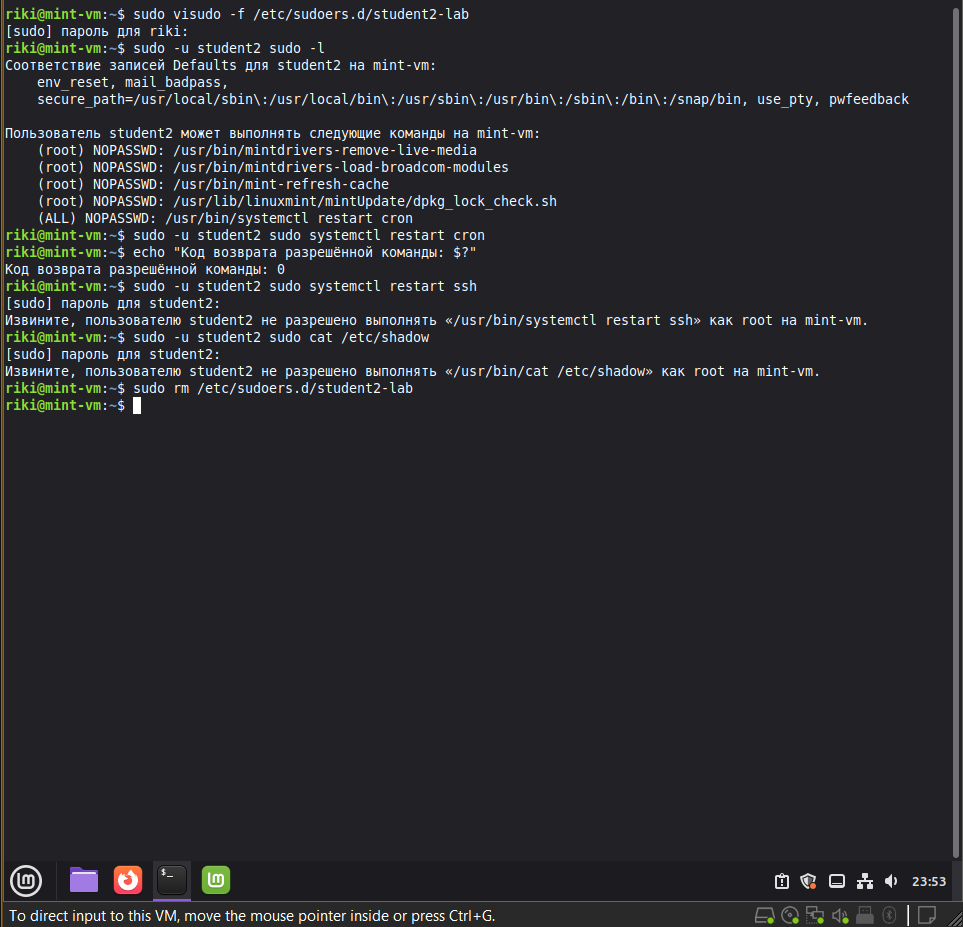 riki@mint-vm:~$ sudo visudo -f /etc/sudoers.d/student2-lab
[sudo] пароль для riki:
riki@mint-vm:~$ sudo -u student2 sudo -l
Соответствие записей Defaults для student2 на mint-vm:
    env_reset, mail_badpass,
    secure_path=/usr/local/sbin\:/usr/local/bin\:/usr/sbin\:/usr/bin\:/sbin\:/bin\:/snap/bin, use_pty, pwfeedback
Пользователь student2 может выполнять следующие команды на mint-vm:
    (root) NOPASSWD: /usr/bin/mintdrivers-remove-live-media
    (root) NOPASSWD: /usr/bin/mintdrivers-load-broadcom-modules
    (root) NOPASSWD: /usr/bin/mint-refresh-cache
    (root) NOPASSWD: /usr/lib/linuxmint/mintUpdate/dpkg_lock_check.sh
    (ALL) NOPASSWD: /usr/bin/systemctl restart cron
riki@mint-vm:~$ sudo -u student2 sudo systemctl restart cron
riki@mint-vm:~$ echo "Код возврата разрешённой команды: $?"
Код возврата разрешённой команды: 0
riki@mint-vm:~$ sudo -u student2 sudo systemctl restart ssh
[sudo] пароль для student2:
Извините, пользователю student2 не разрешено выполнять «/usr/bin/systemctl restart ssh» как root на mint-vm.
riki@mint-vm:~$ sudo -u student2 sudo cat /etc/shadow
[sudo] пароль для student2:
Извините, пользователю student2 не разрешено выполнять «/usr/bin/cat /etc/shadow» как root на mint-vm.
riki@mint-vm:~$ sudo rm /etc/sudoers.d/student2-lab
riki@mint-vm:~$
23:53
To direct input to this VM, move the mouse pointer inside or press Ctrl+G.